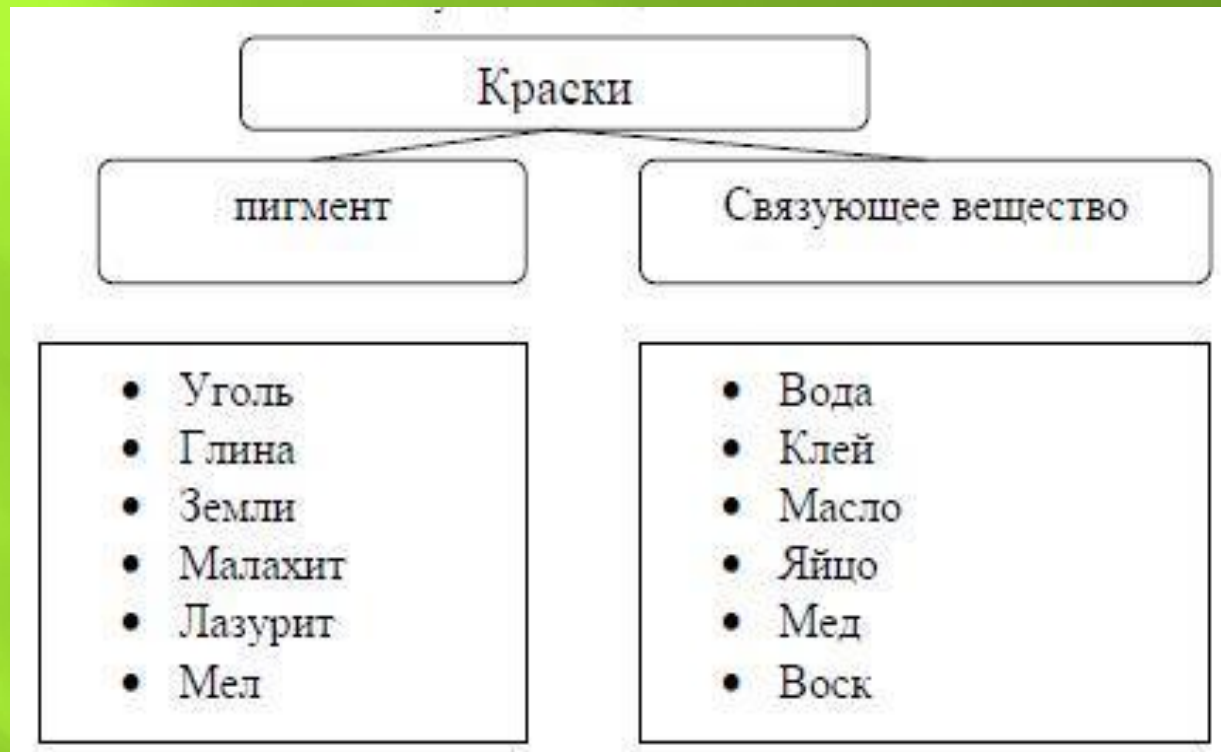 Краски
пигмент
Связующее вещество
• Уголь
• Глина
• Земли
• Малахит
• Лазурит
• Мел
• Вода
• Клей
• Масло
• Яйцо
• Мед
• Воск